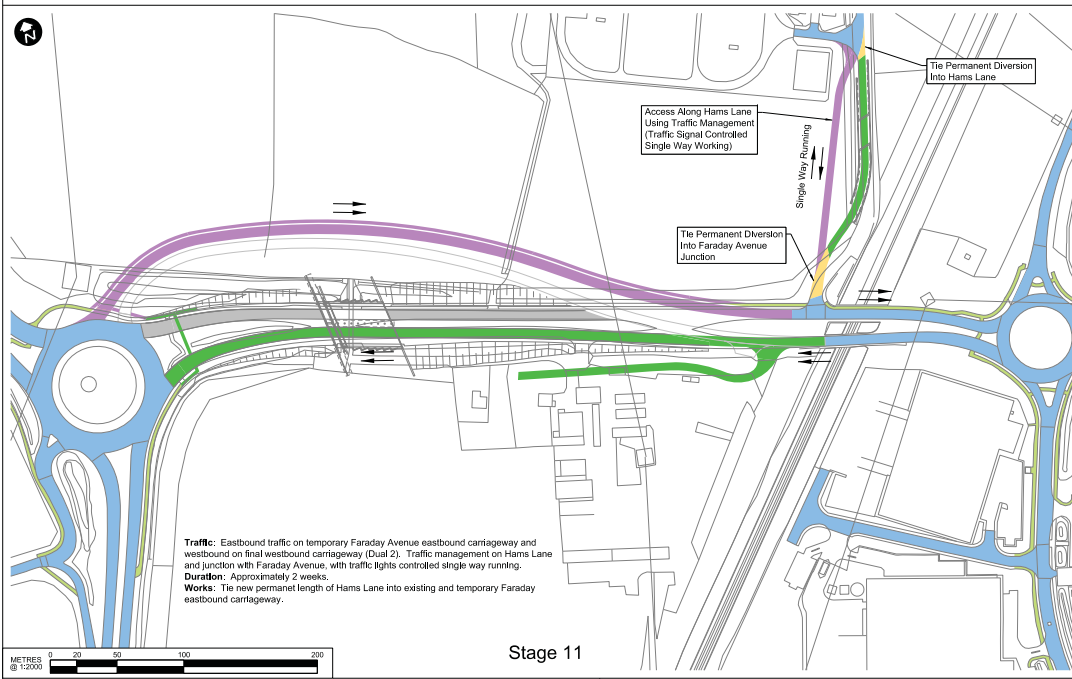 N
Tie Permanent Diversion
Into Hams Lane
Access Along Hams Lane
Using Traffic Management
(Traffic Signal Controlled
Single Way Working)
Single Way Running
Tie Permanent Diversion
Into Faraday Avenue
Junction
Traffic: Eastbound traffic on temporary Faraday Avenue eastbound carriageway and
westbound on final westbound carriageway (Dual 2). Traffic management on Hams Lane
and junction with Faraday Avenue, with traffic lights controlled single way running.
Duration: Approximately 2 weeks.
Works: Tie new permanet length of Hams Lane into existing and temporary Faraday
eastbound carriageway.
Stage 11
METRES
@ 1:2000
0 20 50 100 200